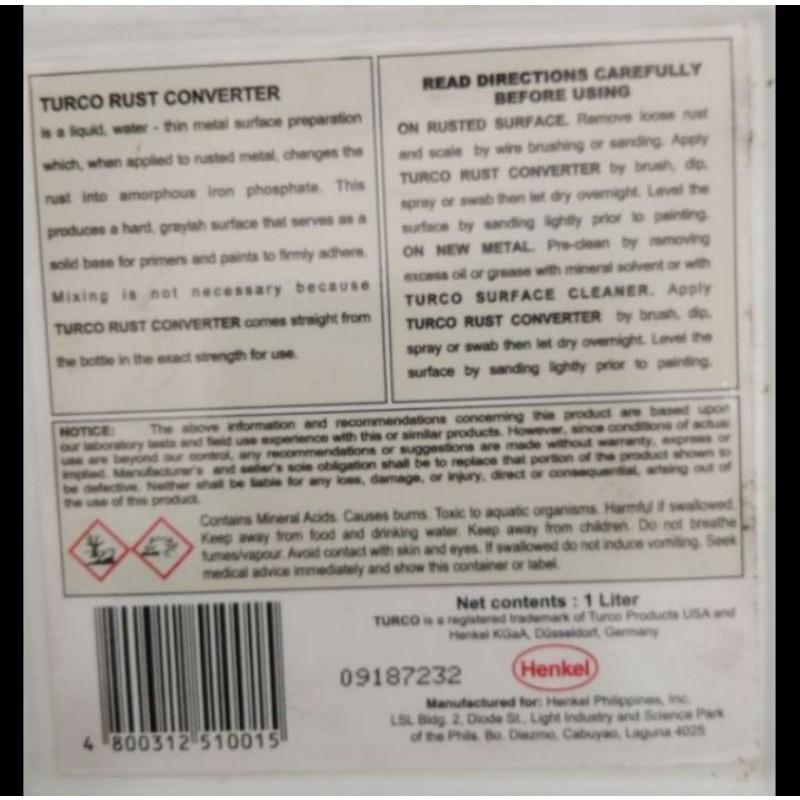 TURCO RUST CONVERTER
is a liquid, water - thin metal surface preparation
which, when applied to rusted metal, changes the
rust into amorphous iron phosphate. This
produces a hard, grayish surface that serves as a
solid base for primers and paints to firmly adhere.
Mixing is not necessary because
TURCO RUST CONVERTER comes straight from
the bottle in the exact strength for use.
READ DIRECTIONS CAREFULLY
BEFORE USING
ON RUSTED SURFACE. Remove loose rust
and scale by wire brushing or sanding. Apply
TURCO RUST CONVERTER by brush, dip,
spray or swab then let dry overnight. Level the
surface by sanding lightly prior to painting.
ON NEW METAL. Pre-clean by removing
excess oil or grease with mineral solvent or with
TURCO SURFACE CLEANER. Apply
TURCO RUST CONVERTER by brush, dip,
spray or swab then let dry overnight. Level the
surface by sanding lightly prior to painting.
NOTICE: The above information and recommendations concerning this product are based upon
our laboratory tests and field use experience with this or similar products. However, since conditions of actual
use are beyond our control, any recommendations or suggestions are made without warranty, express or
implied. Manufacturer's and seller's sole obligation shall be to replace that portion of the product shown to
be defective. Neither shall be liable for any loss, damage, or injury, direct or consequential, arising out of
the use of this product.
Contains Mineral Acids. Causes burns. Toxic to aquatic organisms. Harmful if swallowed.
Keep away from food and drinking water. Keep away from children. Do not breathe
fumes/vapour. Avoid contact with skin and eyes. If swallowed do not induce vomiting. Seek
medical advice immediately and show this container or label.
Net contents : 1 Liter
TURCO is a registered trademark of Turco Products USA and
Henkel KGaA, Düsseldorf, Germany
09187232
Henkel
Manufactured for: Henkel Philippines, Inc.
LSL Bldg. 2, Diode St., Light Industry and Science Park
of the Phils. Bo. Diezmo, Cabuyao, Laguna 4025
4 800312 510015